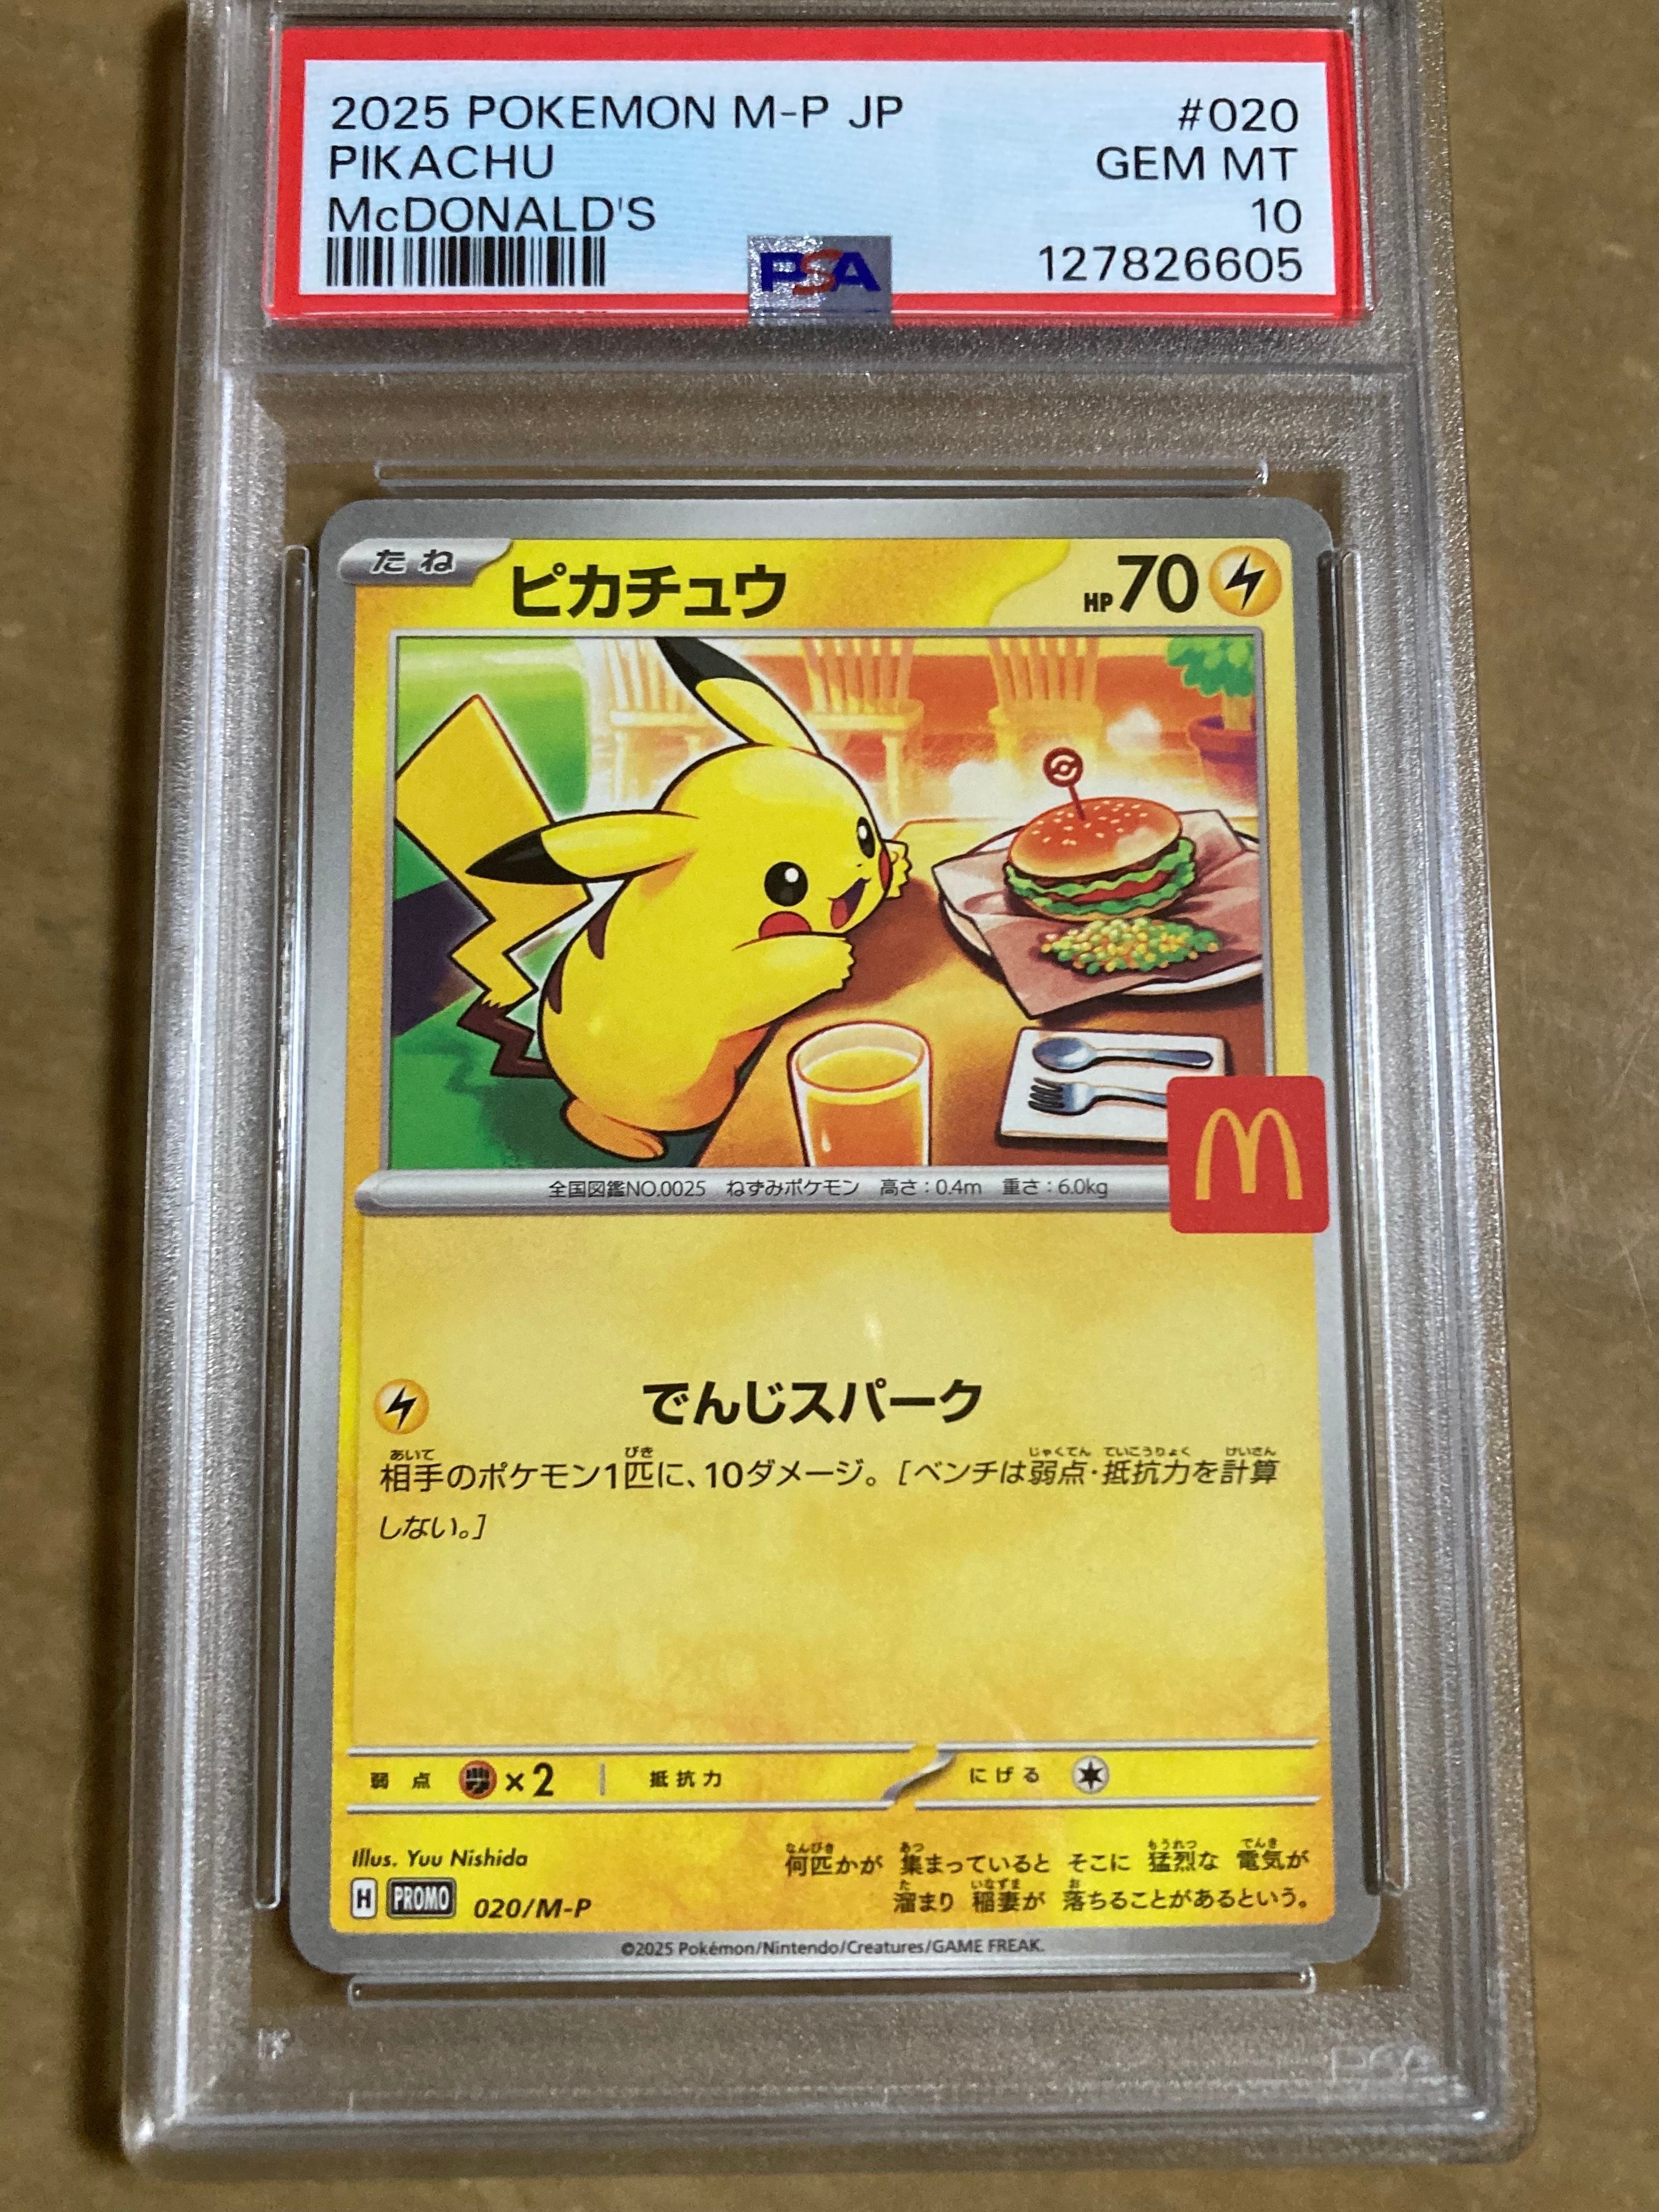 2025 POKEMON M-P JP #020
PIKACHU GEM MT
McDONALD'S 10
PSA 127826605
たね ピカチュウ HP70
全国図鑑NO.0025 ねずみポケモン 高さ:0.4m 重さ:6.0kg
でんじスパーク
相手のポケモン1匹に、10ダメージ。[ベンチは弱点・抵抗力を計算
しない。]
弱点 ×2 抵抗力 にげる
Illus. Yuu Nishida
H PROMO 020/M-P
何匹かが 集まっていると そこに 猛烈な 電気が
溜まり 稲妻が 落ちることがあるという。
©2025 Pokémon/Nintendo/Creatures/GAME FREAK.
PSA